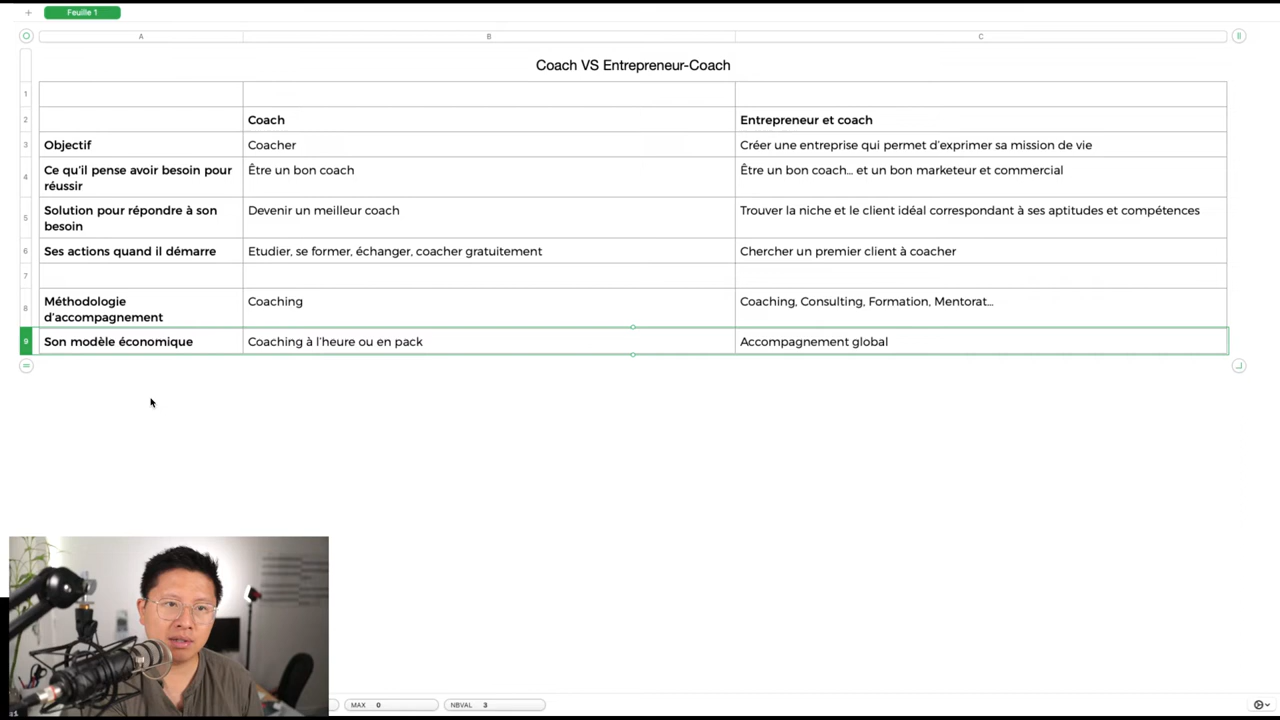 + Feuille 1
A B C
Coach VS Entrepreneur-Coach
1
2 Coach Entrepreneur et coach
3 Objectif Coacher Créer une entreprise qui permet d'exprimer sa mission de vie
4 Ce qu'il pense avoir besoin pour Être un bon coach Être un bon coach... et un bon marketeur et commercial
réussir
5 Solution pour répondre à son Devenir un meilleur coach Trouver la niche et le client idéal correspondant à ses aptitudes et compétences
besoin
6 Ses actions quand il démarre Etudier, se former, échanger, coacher gratuitement Chercher un premier client à coacher
7
8 Méthodologie Coaching Coaching, Consulting, Formation, Mentorat...
d'accompagnement
9 Son modèle économique Coaching à l'heure ou en pack Accompagnement global
MAX 0 NBVAL 3